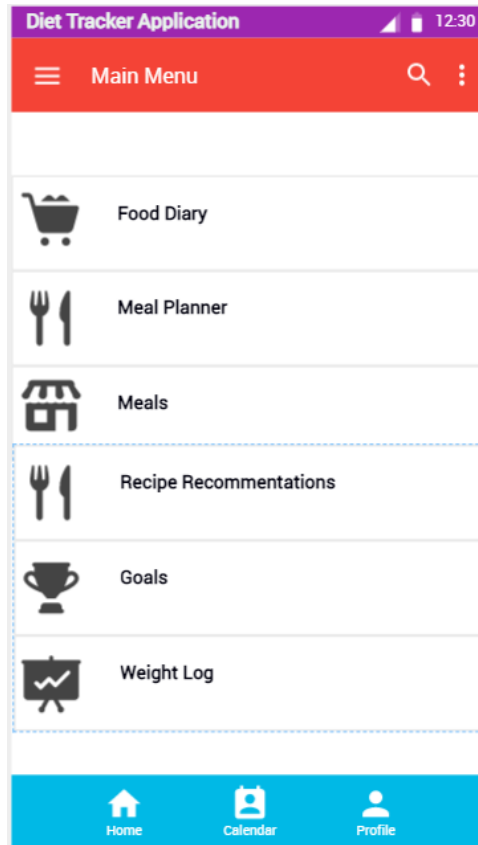 Diet Tracker Application 12:30
Main Menu
Food Diary
Meal Planner
Meals
Recipe Recommentations
Goals
Weight Log
Home Calendar Profile